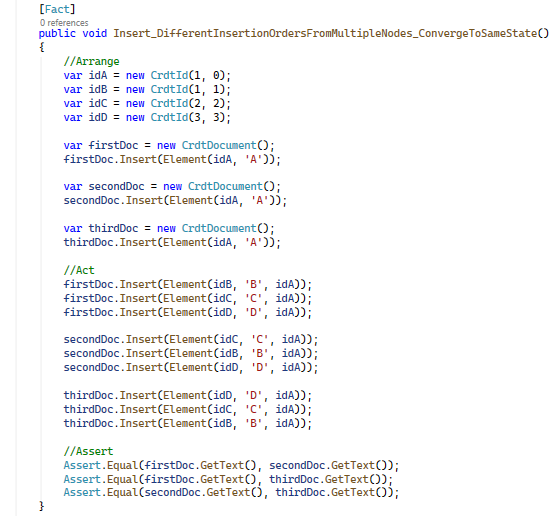 [Fact]
0 references
public void Insert_DifferentInsertionOrdersFromMultipleNodes_ConvergeToSameState()
{
//Arrange
var idA = new CrdtId(1, 0);
var idB = new CrdtId(1, 1);
var idC = new CrdtId(2, 2);
var idD = new CrdtId(3, 3);
var firstDoc = new CrdtDocument();
firstDoc.Insert(Element(idA, 'A'));
var secondDoc = new CrdtDocument();
secondDoc.Insert(Element(idA, 'A'));
var thirdDoc = new CrdtDocument();
thirdDoc.Insert(Element(idA, 'A'));
//Act
firstDoc.Insert(Element(idB, 'B', idA));
firstDoc.Insert(Element(idC, 'C', idA));
firstDoc.Insert(Element(idD, 'D', idA));
secondDoc.Insert(Element(idC, 'C', idA));
secondDoc.Insert(Element(idB, 'B', idA));
secondDoc.Insert(Element(idD, 'D', idA));
thirdDoc.Insert(Element(idD, 'D', idA));
thirdDoc.Insert(Element(idC, 'C', idA));
thirdDoc.Insert(Element(idB, 'B', idA));
//Assert
Assert.Equal(firstDoc.GetText(), secondDoc.GetText());
Assert.Equal(firstDoc.GetText(), thirdDoc.GetText());
Assert.Equal(secondDoc.GetText(), thirdDoc.GetText());
}